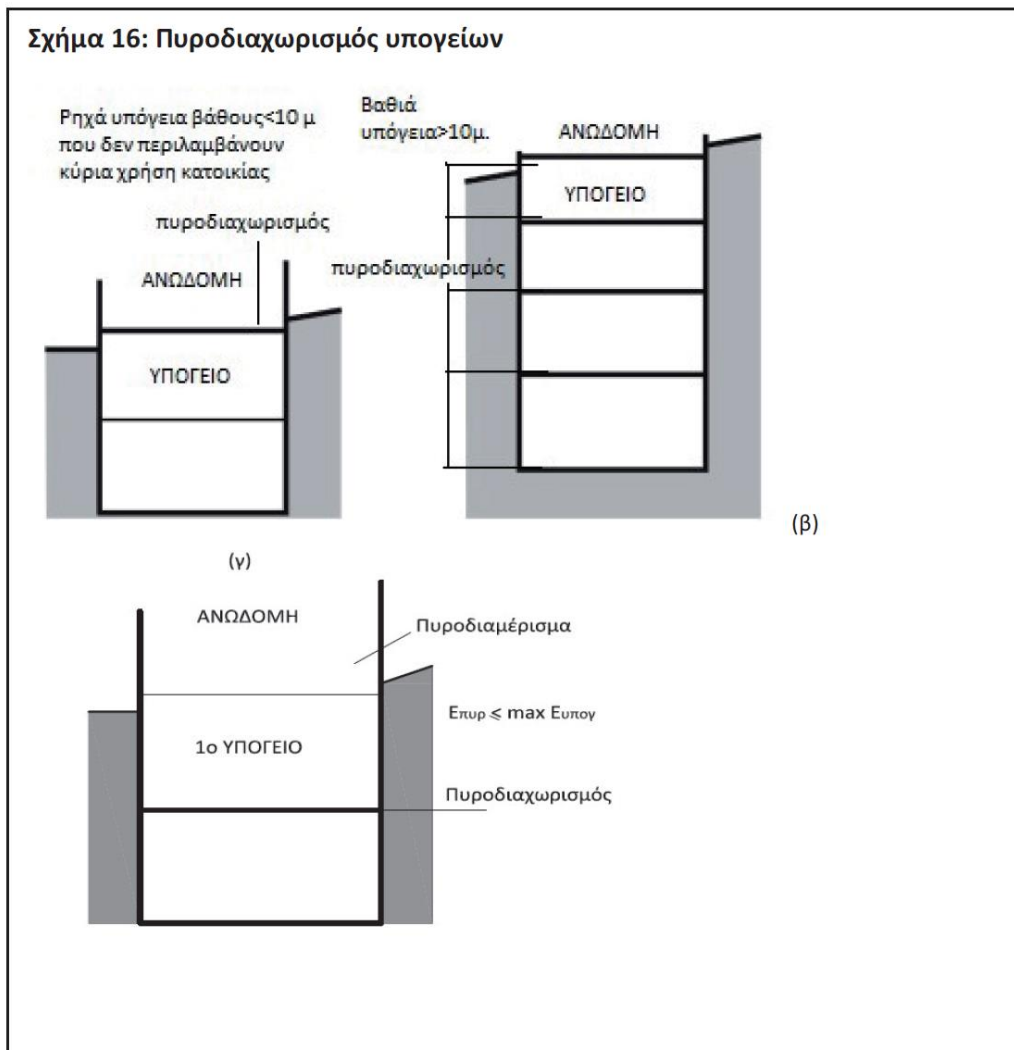 Σχήμα 16: Πυροδιαχωρισμός υπογείων
Ρηχά υπόγεια βάθους<10 μ
που δεν περιλαμβάνουν
κύρια χρήση κατοικίας
πυροδιαχωρισμός
ΑΝΩΔΟΜΗ
ΥΠΟΓΕΙΟ
Βαθιά
υπόγεια>10μ.
ΑΝΩΔΟΜΗ
ΥΠΟΓΕΙΟ
πυροδιαχωρισμός
(β)
(γ)
ΑΝΩΔΟΜΗ
Πυροδιαμέρισμα
Επυρ ⩽ max Eυπογ
1ο ΥΠΟΓΕΙΟ
Πυροδιαχωρισμός